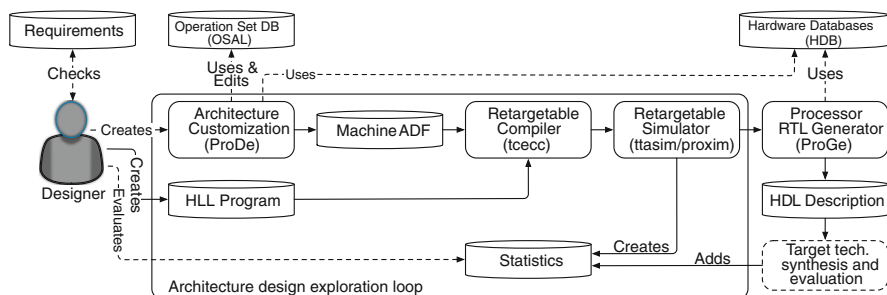 Requirements
Operation Set DB
(OSAL)
Hardware Databases
(HDB)
Checks
Uses &
Edits
Uses
Uses
Creates
Architecture
Customization
(ProDe)
Machine ADF
Retargetable
Compiler
(tcecc)
Retargetable
Simulator
(ttasim/proxim)
Processor
RTL Generator
(ProGe)
Designer
Creates
Evaluates
HLL Program
HDL Description
Statistics
Creates
Adds
Target tech.
synthesis and
evaluation
Architecture design exploration loop